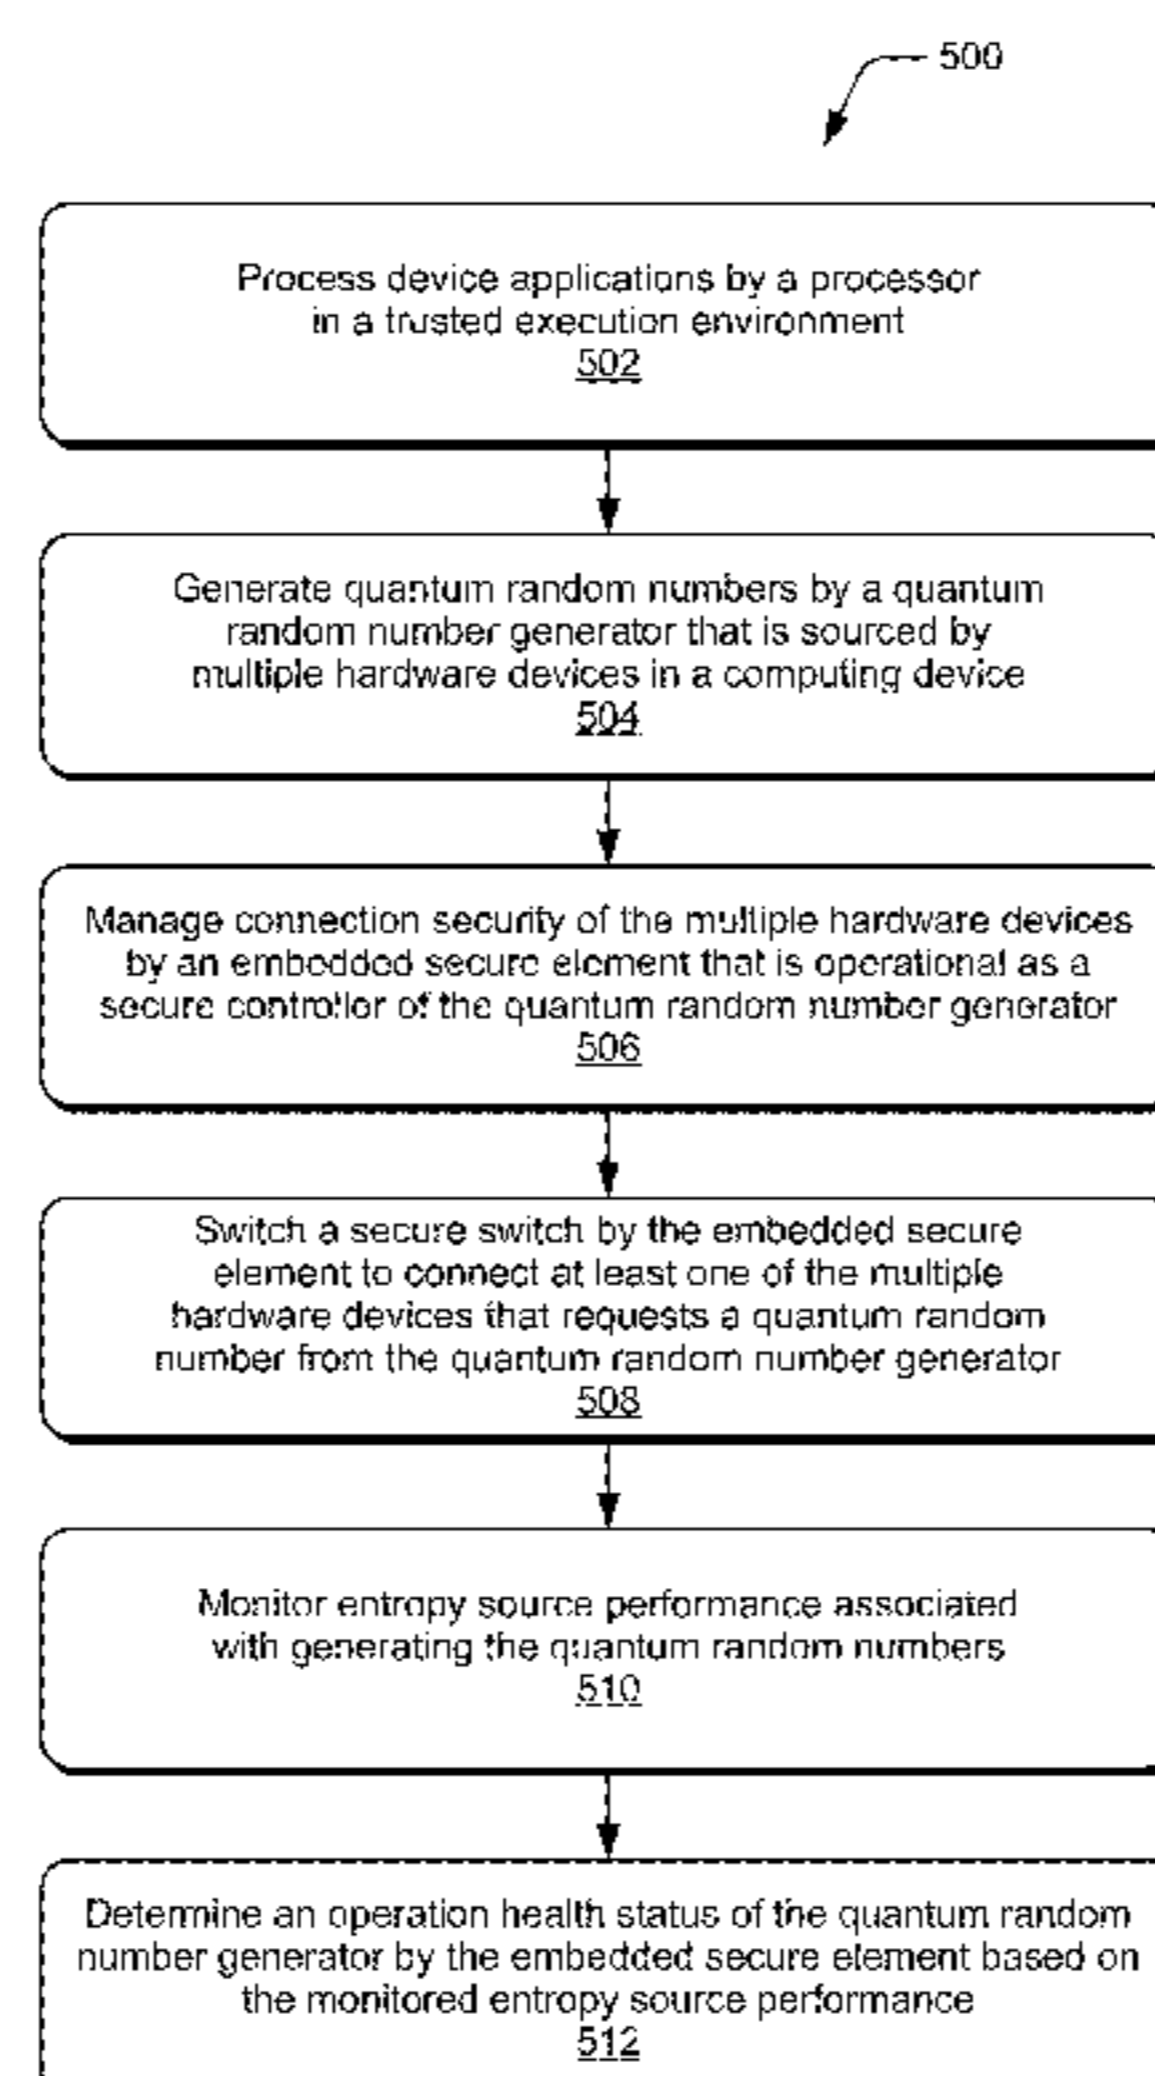 500
Process device applications by a processor
in a trusted execution environment
502
Generate quantum random numbers by a quantum
random number generator that is sourced by
multiple hardware devices in a computing device
504
Manage connection security of the multiple hardware devices
by an embedded secure element that is operational as a
secure controller of the quantum random number generator
506
Switch a secure switch by the embedded secure
element to connect at least one of the multiple
hardware devices that requests a quantum random
number from the quantum random number generator
508
Monitor entropy source performance associated
with generating the quantum random numbers
510
Determine an operation health status of the quantum random
number generator by the embedded secure element based on
the monitored entropy source performance
512